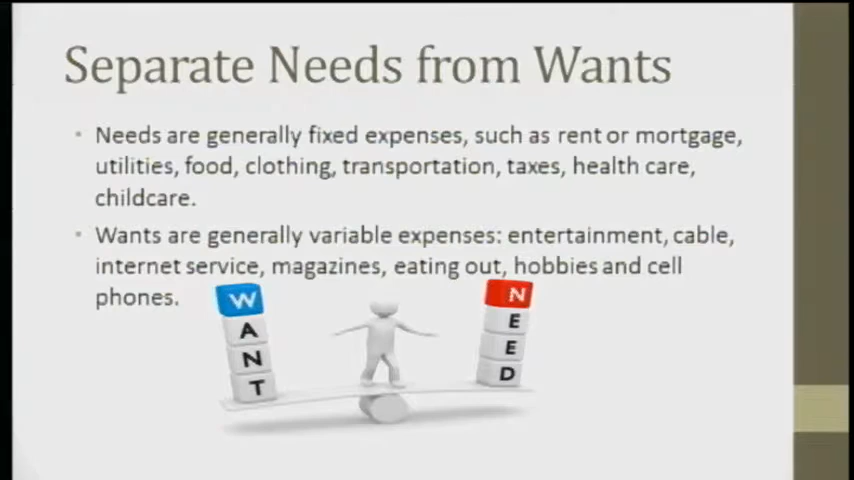 Separate Needs from Wants
Needs are generally fixed expenses, such as rent or mortgage,
utilities, food, clothing, transportation, taxes, health care,
childcare.
Wants are generally variable expenses: entertainment, cable,
internet service, magazines, eating out, hobbies and cell
phones.
W
A
N
T
N
E
E
D